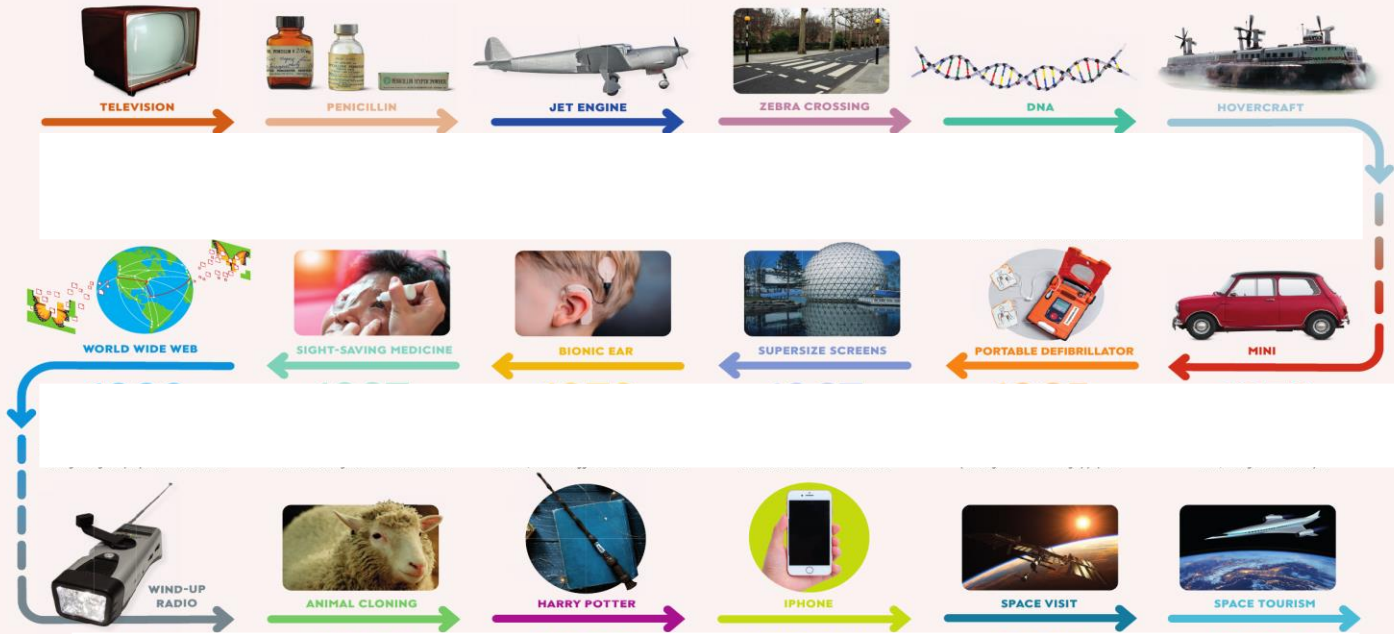 TELEVISION
PENICILLIN
JET ENGINE
ZEBRA CROSSING
DNA
HOVERCRAFT
WORLD WIDE WEB
SIGHT-SAVING MEDICINE
BIONIC EAR
SUPERSIZE SCREENS
PORTABLE DEFIBRILLATOR
MINI
WIND-UP
RADIO
ANIMAL CLONING
HARRY POTTER
IPHONE
SPACE VISIT
SPACE TOURISM